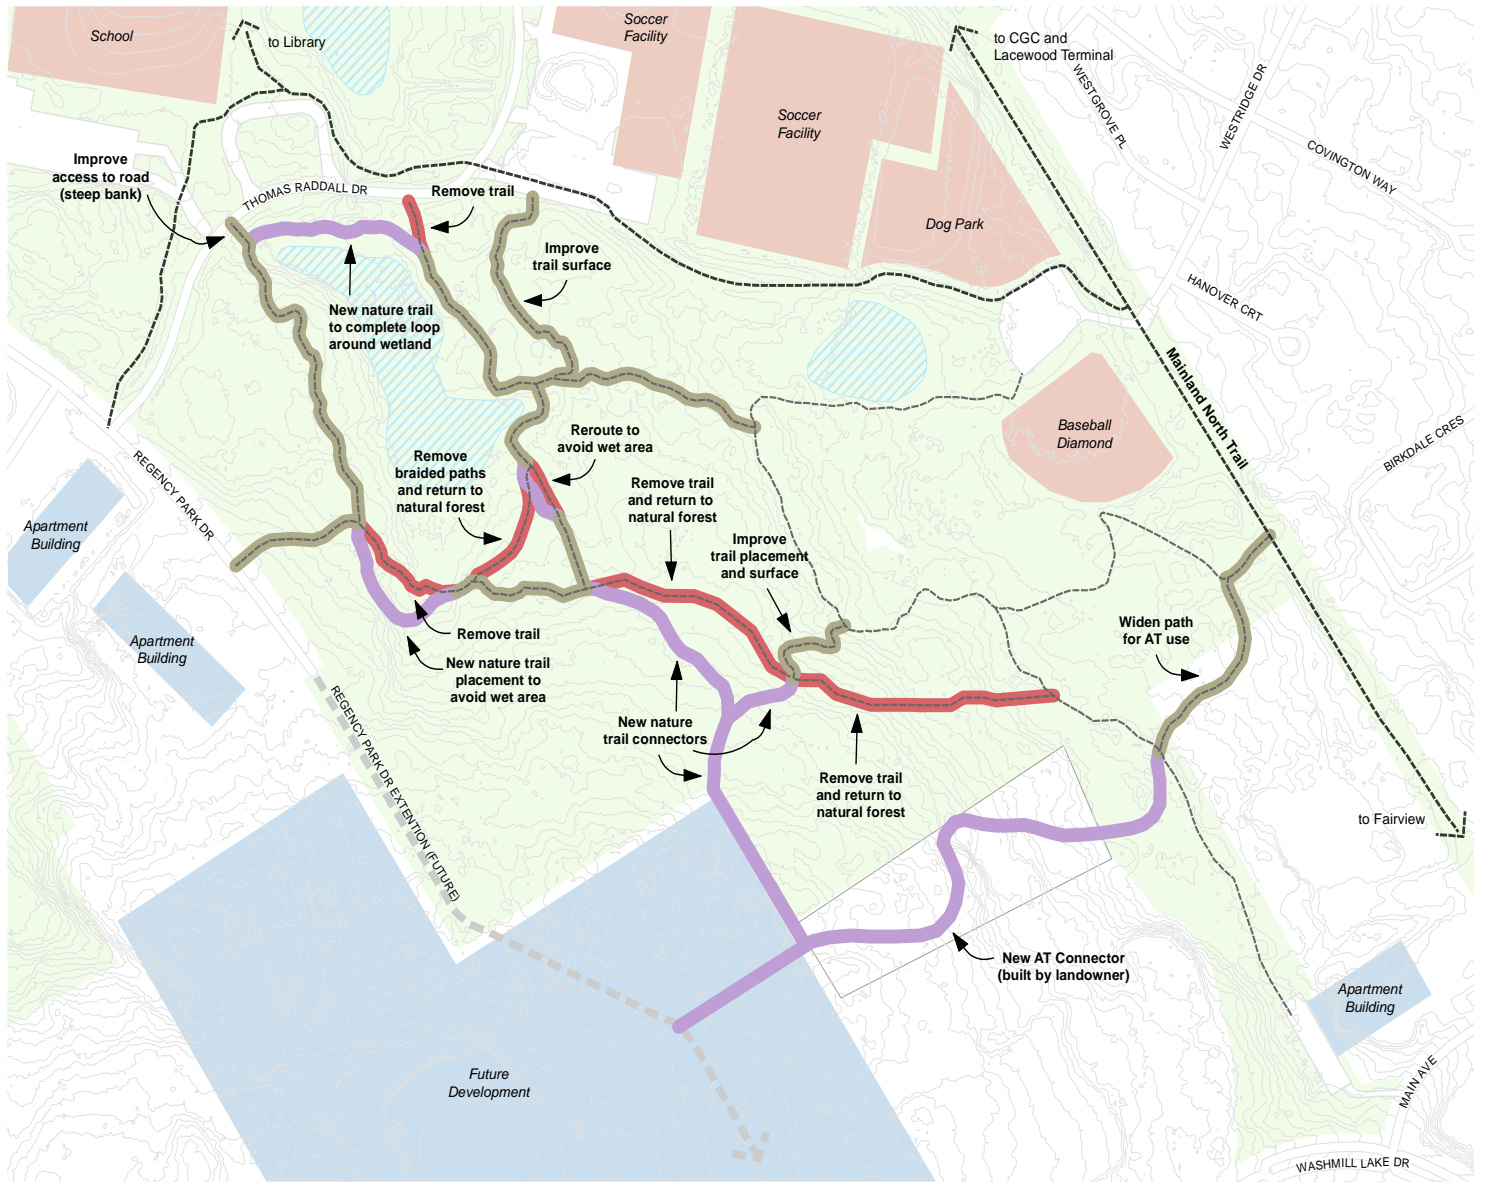 School
to Library
Soccer
Facility
to CGC and
Lacewood Terminal
WESTGROVE PL
WESTRIDGE DR
COVINGTON WAY
Soccer
Facility
Improve
access to road
(steep bank)
THOMAS RADDALL DR
Remove trail
Dog Park
Improve
trail surface
HANOVER CRT
New nature trail
to complete loop
around wetland
Mainland North Trail
Baseball
Diamond
BIRKDALE CRES
Reroute to
avoid wet area
Remove
braided paths
and return to
natural forest
REGENCY PARK DR
Remove trail
and return to
natural forest
Apartment
Building
Improve
trail placement
and surface
Apartment
Building
Remove trail
Widen path
for AT use
New nature trail
placement to
avoid wet area
REGENCY PARK DR EXTENTION (FUTURE)
New nature
trail connectors
Remove trail
and return to
natural forest
to Fairview
New AT Connector
(built by landowner)
Apartment
Building
Future
Development
MAIN AVE
WASHMILL LAKE DR